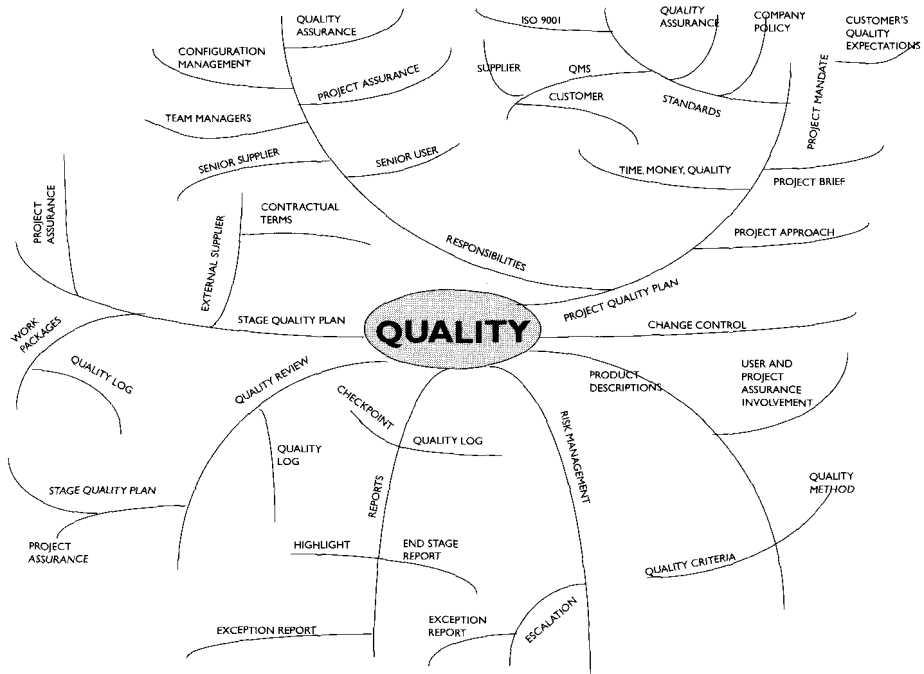 QUALITY
ASSURANCE
CONFIGURATION
MANAGEMENT
PROJECT ASSURANCE
TEAM MANAGERS
SENIOR SUPPLIER
SENIOR USER
RESPONSIBILITIES
ISO 9001
QUALITY
ASSURANCE
COMPANY
POLICY
CUSTOMER'S
QUALITY
EXPECTATIONS
SUPPLIER
QMS
CUSTOMER
STANDARDS
PROJECT MANDATE
TIME, MONEY, QUALITY
PROJECT BRIEF
PROJECT APPROACH
PROJECT QUALITY PLAN
PROJECT
ASSURANCE
EXTERNAL SUPPLIER
CONTRACTUAL
TERMS
STAGE QUALITY PLAN
WORK
PACKAGES
QUALITY LOG
QUALITY
CHANGE CONTROL
QUALITY REVIEW
QUALITY
LOG
STAGE QUALITY PLAN
PROJECT
ASSURANCE
CHECKPOINT
QUALITY LOG
REPORTS
HIGHLIGHT
END STAGE
REPORT
EXCEPTION REPORT
RISK MANAGEMENT
ESCALATION
EXCEPTION
REPORT
PRODUCT
DESCRIPTIONS
USER AND
PROJECT
ASSURANCE
INVOLVEMENT
QUALITY
METHOD
QUALITY CRITERIA